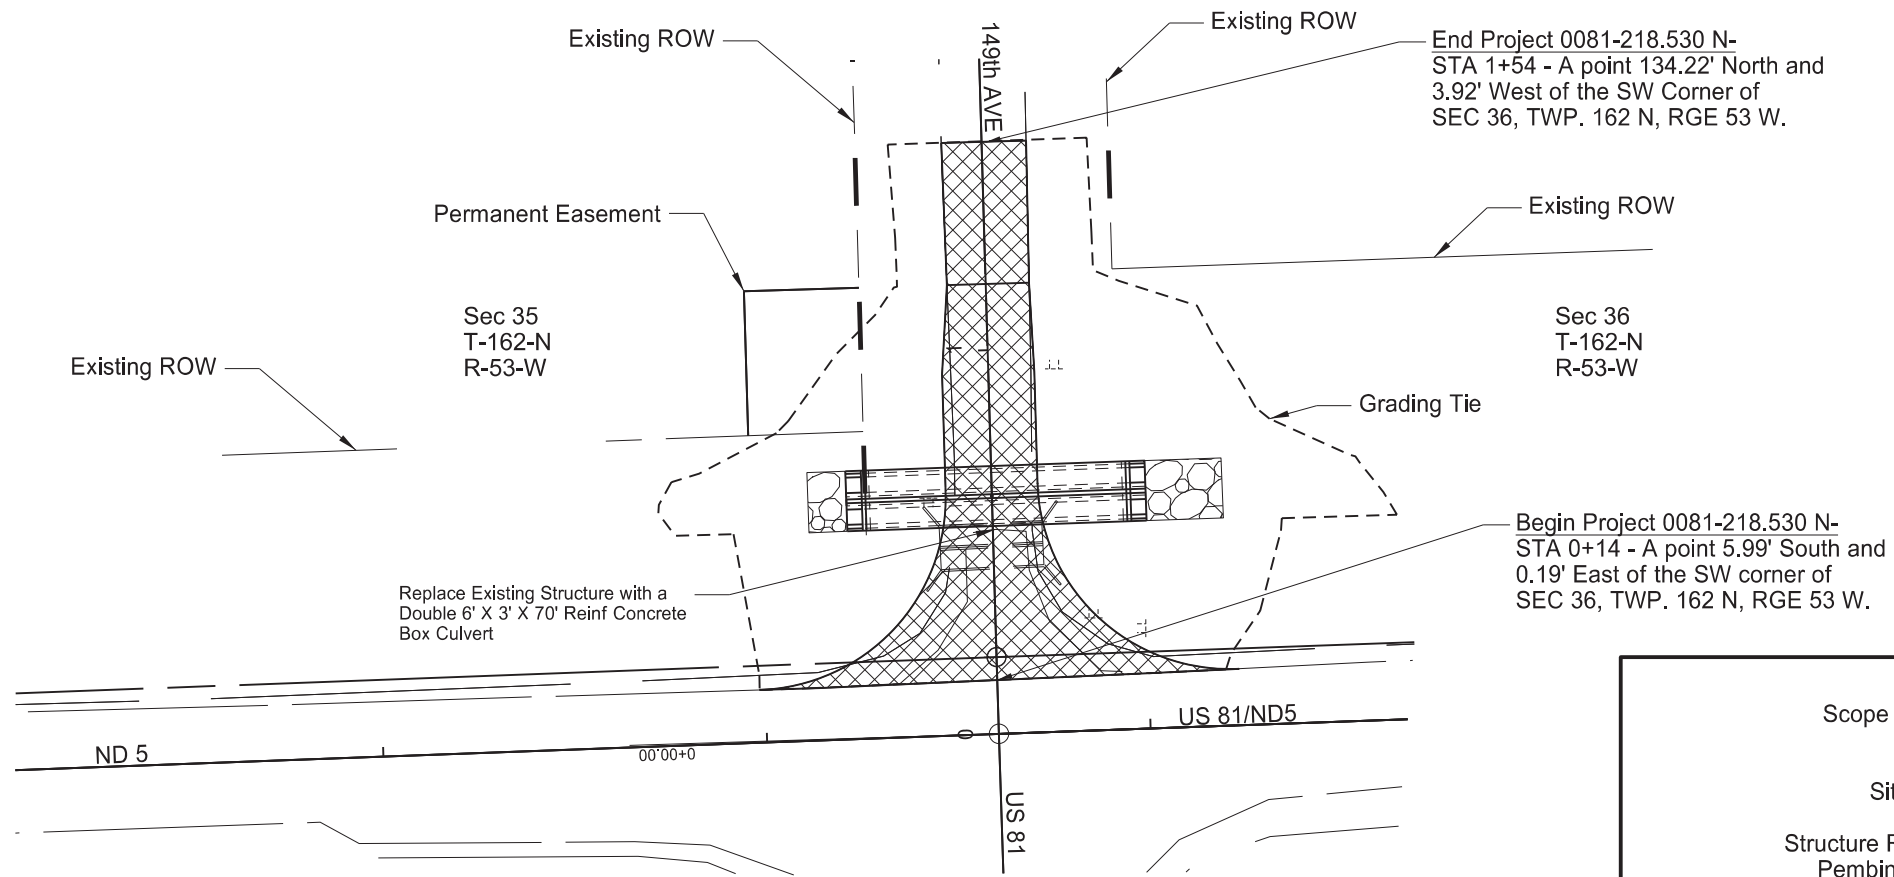 Existing ROW
149th AVE
Existing ROW
End Project 0081-218.530 N-
STA 1+54 - A point 134.22' North and
3.92' West of the SW Corner of
SEC 36, TWP. 162 N, RGE 53 W.
Permanent Easement
Existing ROW
Sec 35
T-162-N
R-53-W
Sec 36
T-162-N
R-53-W
Existing ROW
Grading Tie
Begin Project 0081-218.530 N-
STA 0+14 - A point 5.99' South and
0.19' East of the SW corner of
SEC 36, TWP. 162 N, RGE 53 W.
Replace Existing Structure with a
Double 6' X 3' X 70' Reinf Concrete
Box Culvert
US 81/ND5
ND 5
0+00.00
0
US 81
Scope
Structure